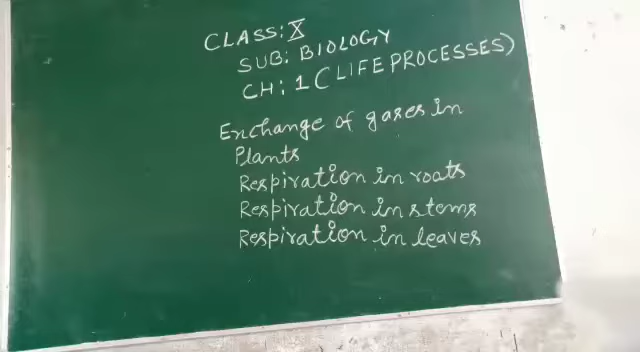 CLASS: X
SUB: BIOLOGY
CH: 1 (LIFE PROCESSES)
Exchange of gases in
Plants
Respiration in roots
Respiration in stems
Respiration in leaves